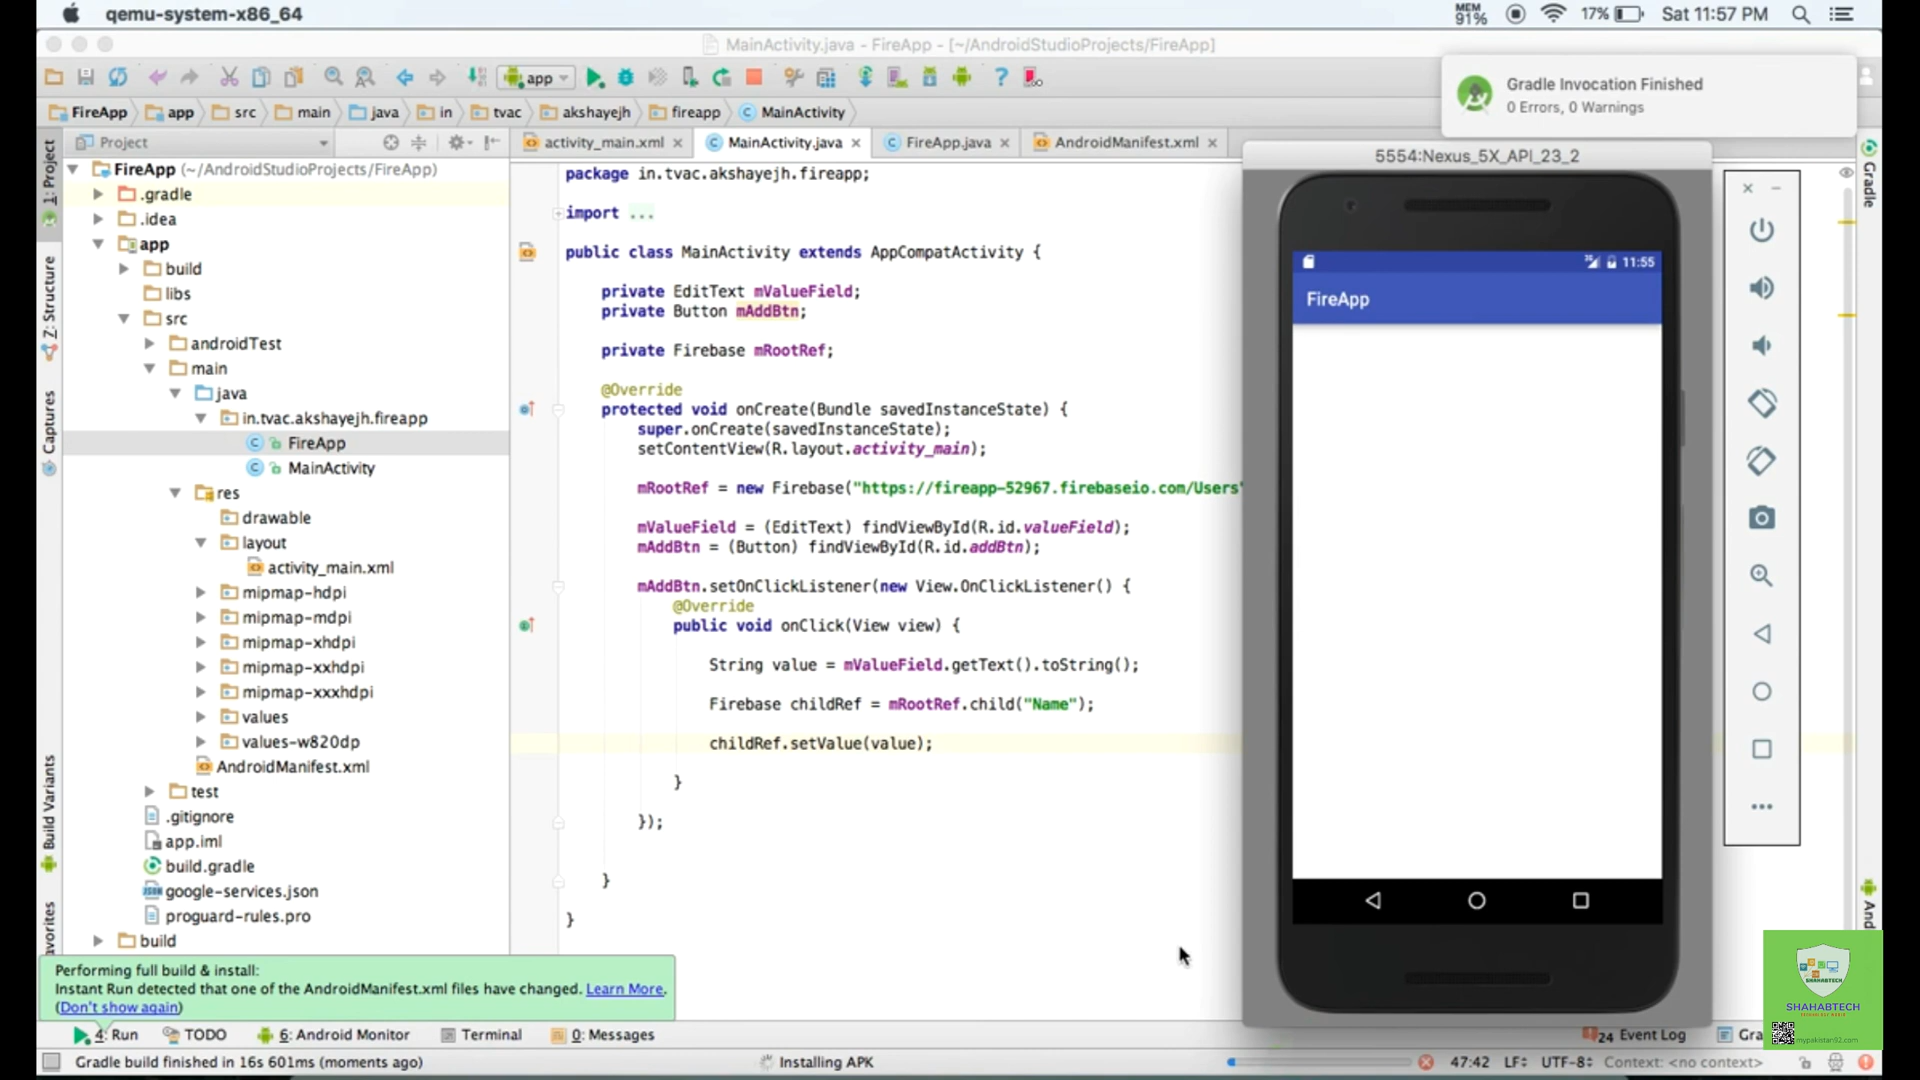 qemu-system-x86_64
MEM 91%
17%
Sat 11:57 PM
MainActivity.java - FireApp - [~/AndroidStudioProjects/FireApp]
app
Gradle Invocation Finished
0 Errors, 0 Warnings
FireApp app src main java in tvac akshayejh fireapp MainActivity
Project
activity_main.xml MainActivity.java FireApp.java AndroidManifest.xml
1: Project
Z: Structure
Captures
Build Variants
avorites
Gradle
And
FireApp (~/AndroidStudioProjects/FireApp)
.gradle
.idea
app
build
libs
src
androidTest
main
java
in.tvac.akshayejh.fireapp
FireApp
MainActivity
res
drawable
layout
activity_main.xml
mipmap-hdpi
mipmap-mdpi
mipmap-xhdpi
mipmap-xxhdpi
mipmap-xxxhdpi
values
values-w820dp
AndroidManifest.xml
test
.gitignore
app.iml
build.gradle
google-services.json
proguard-rules.pro
build
package in.tvac.akshayejh.fireapp;
import ...
public class MainActivity extends AppCompatActivity {
private EditText mValueField;
private Button mAddBtn;
private Firebase mRootRef;
@Override
protected void onCreate(Bundle savedInstanceState) {
super.onCreate(savedInstanceState);
setContentView(R.layout.activity_main);
mRootRef = new Firebase("https://fireapp-52967.firebaseio.com/Users"
mValueField = (EditText) findViewById(R.id.valueField);
mAddBtn = (Button) findViewById(R.id.addBtn);
mAddBtn.setOnClickListener(new View.OnClickListener() {
@Override
public void onClick(View view) {
String value = mValueField.getText().toString();
Firebase childRef = mRootRef.child("Name");
childRef.setValue(value);
}
});
}
}
5554:Nexus_5X_API_23_2
11:55
FireApp
Performing full build & install:
Instant Run detected that one of the AndroidManifest.xml files have changed. Learn More.
(Don't show again)
4: Run TODO 6: Android Monitor Terminal 0: Messages
24 Event Log
Gra
Gradle build finished in 16s 601ms (moments ago)
Installing APK
47:42 LF÷ UTF-8÷ Context: <no context>
SHAHABTECH
mypakistan92.com